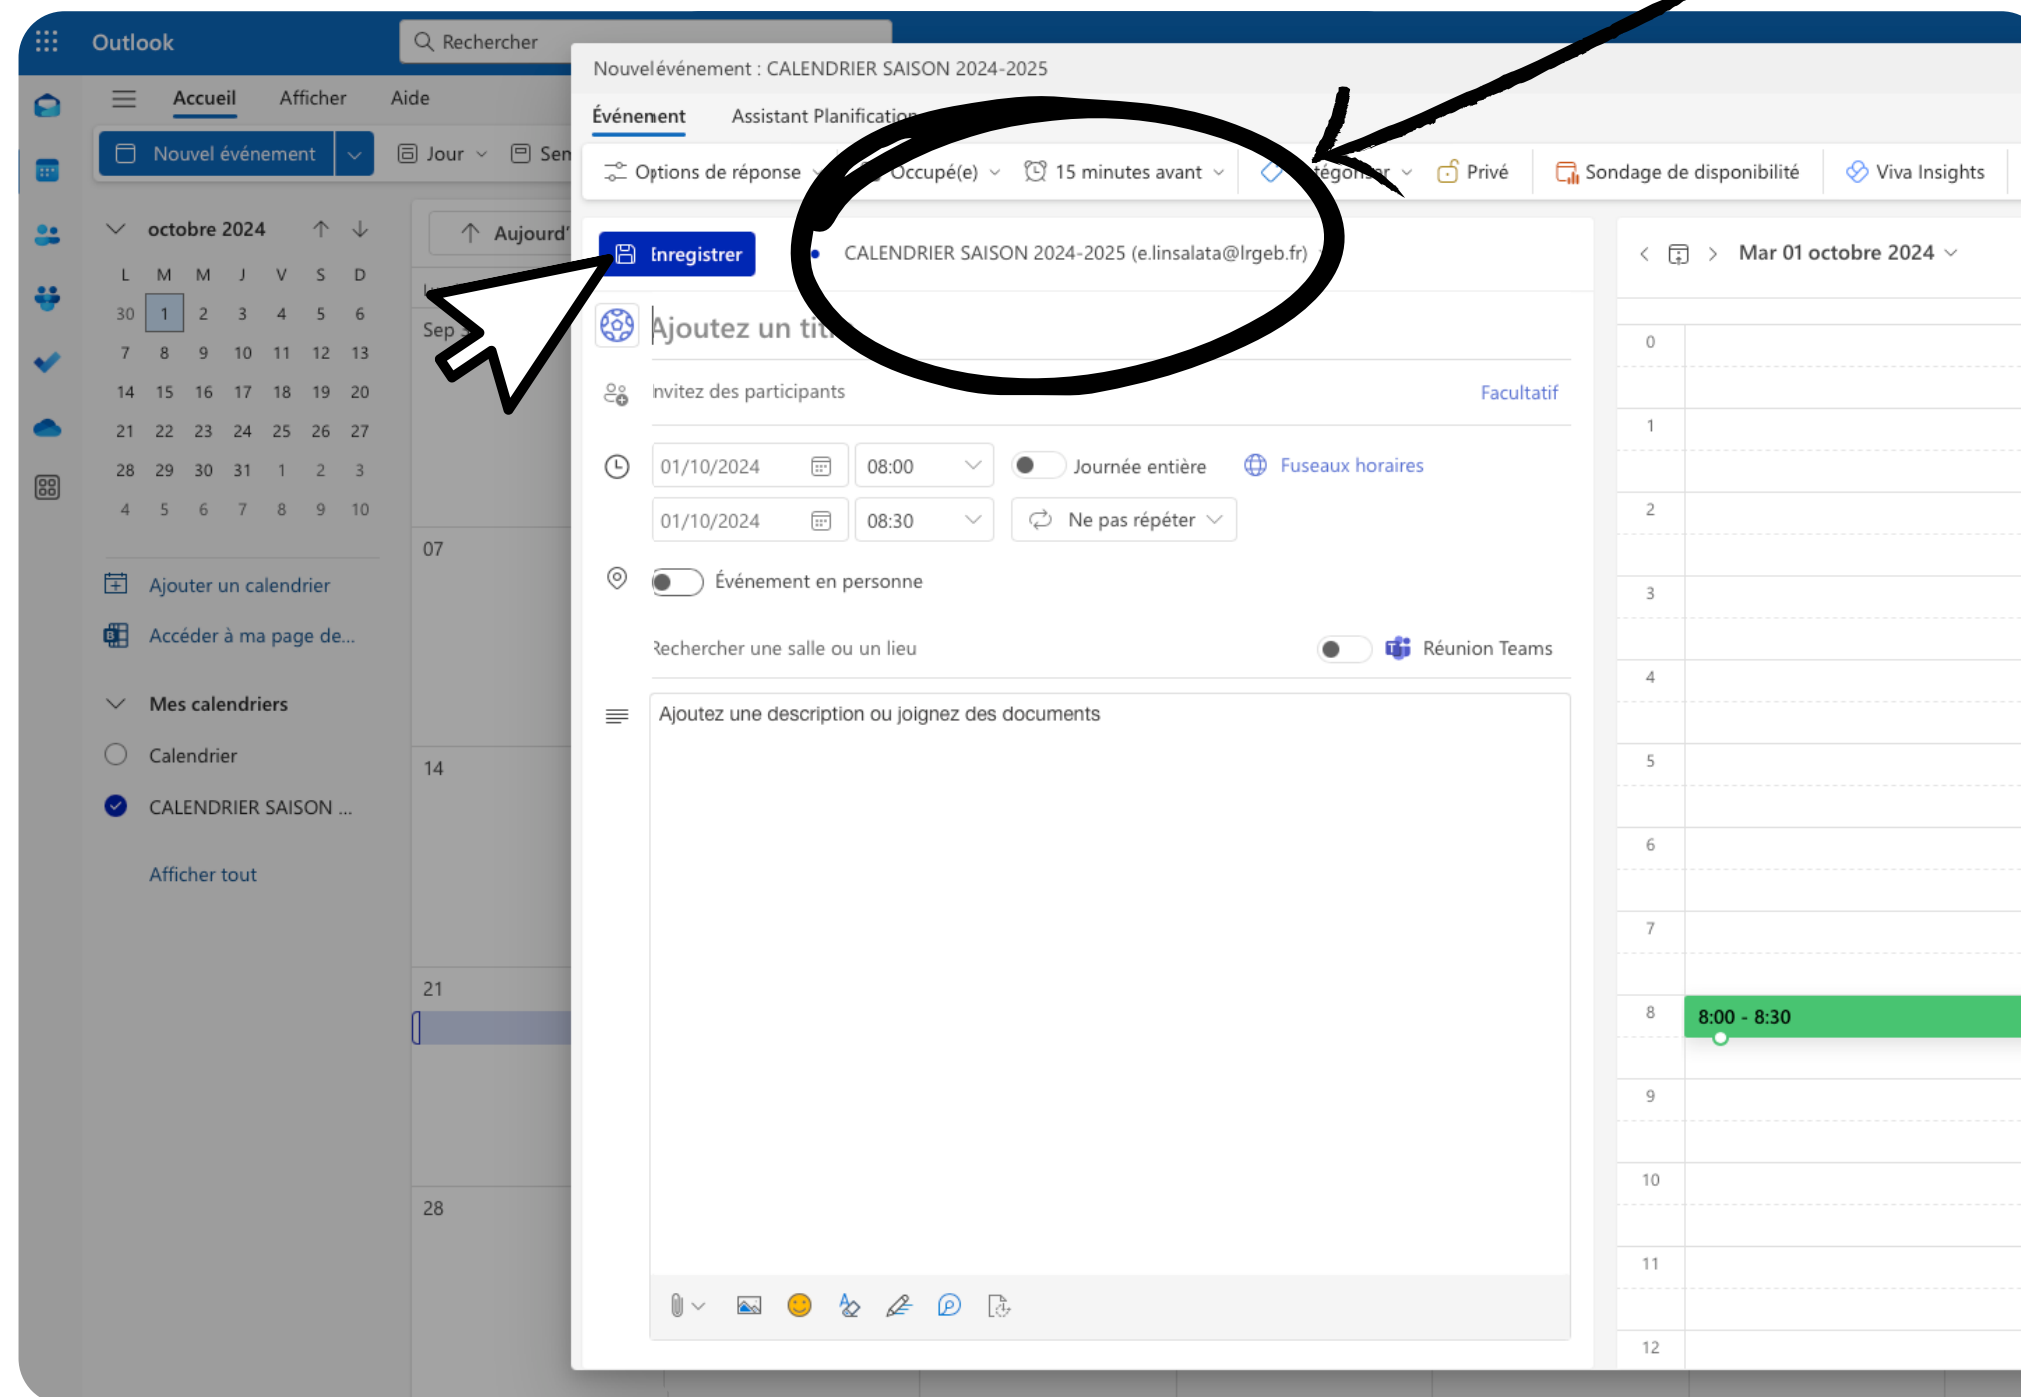 Outlook
Rechercher
Accueil Afficher Aide
Nouvel événement
Jour
Sem
octobre 2024
L M M J V S D
30 1 2 3 4 5 6
7 8 9 10 11 12 13
14 15 16 17 18 19 20
21 22 23 24 25 26 27
28 29 30 31 1 2 3
4 5 6 7 8 9 10
Ajouter un calendrier
Accéder à ma page de...
Mes calendriers
Calendrier
CALENDRIER SAISON ...
Afficher tout
Aujourd'
Sep
07
14
21
28
Nouvel événement : CALENDRIER SAISON 2024-2025
Événement Assistant Planification
Options de réponse Occupé(e) 15 minutes avant Privé Sondage de disponibilité Viva Insights
Enregistrer
CALENDRIER SAISON 2024-2025 (e.linsalata@lrgeb.fr)
Ajoutez un
Invitez des participants
Facultatif
01/10/2024 08:00 Journée entière Fuseaux horaires
01/10/2024 08:30 Ne pas répéter
Événement en personne
Rechercher une salle ou un lieu
Réunion Teams
Ajoutez une description ou joignez des documents
Mar 01 octobre 2024
0
1
2
3
4
5
6
7
8
8:00 - 8:30
9
10
11
12